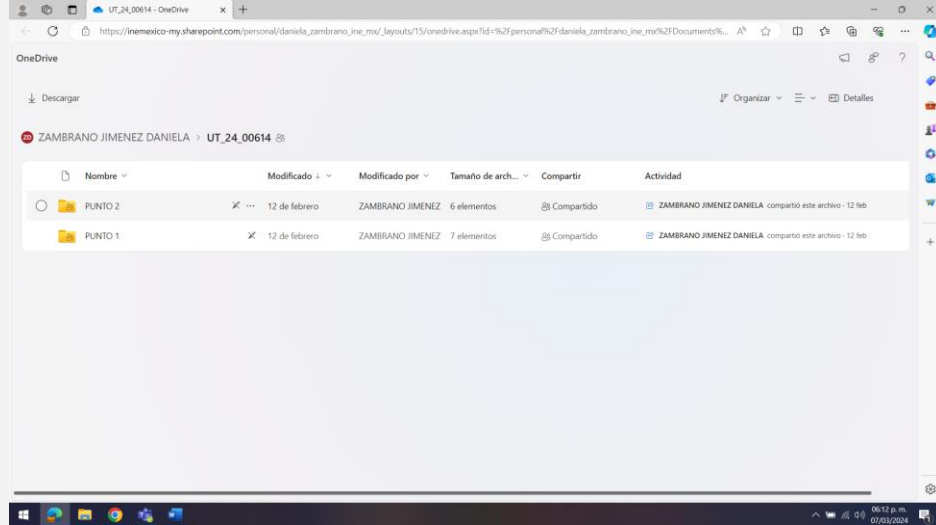 UT_24_00614 - OneDrive
https://inemexico-my.sharepoint.com/personal/daniela_zambrano_ine_mx/_layouts/15/onedrive.aspx?id=%2Fpersonal%2Fdaniela_zambrano_ine_mx%2FDocuments%...
OneDrive
Descargar
Organizar
Detalles
ZD ZAMBRANO JIMENEZ DANIELA > UT_24_00614
Nombre Modificado Modificado por Tamaño de arch... Compartir Actividad
PUNTO 2 12 de febrero ZAMBRANO JIMENEZ 6 elementos Compartido ZAMBRANO JIMENEZ DANIELA compartió este archivo · 12 feb
PUNTO 1 12 de febrero ZAMBRANO JIMENEZ 7 elementos Compartido ZAMBRANO JIMENEZ DANIELA compartió este archivo · 12 feb
06:12 p. m.
07/03/2024